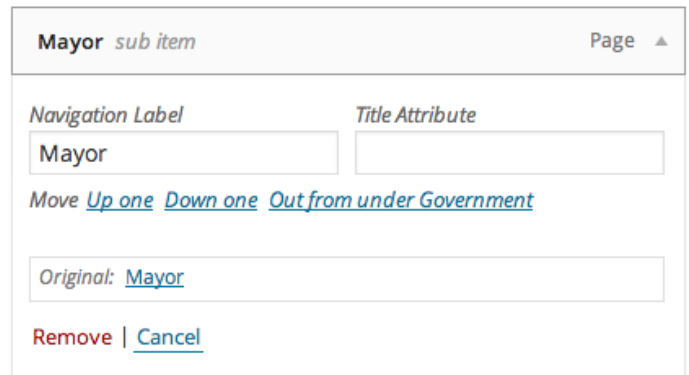 Mayor sub item Page
Navigation Label Title Attribute
Mayor
Move Up one Down one Out from under Government
Original: Mayor
Remove | Cancel